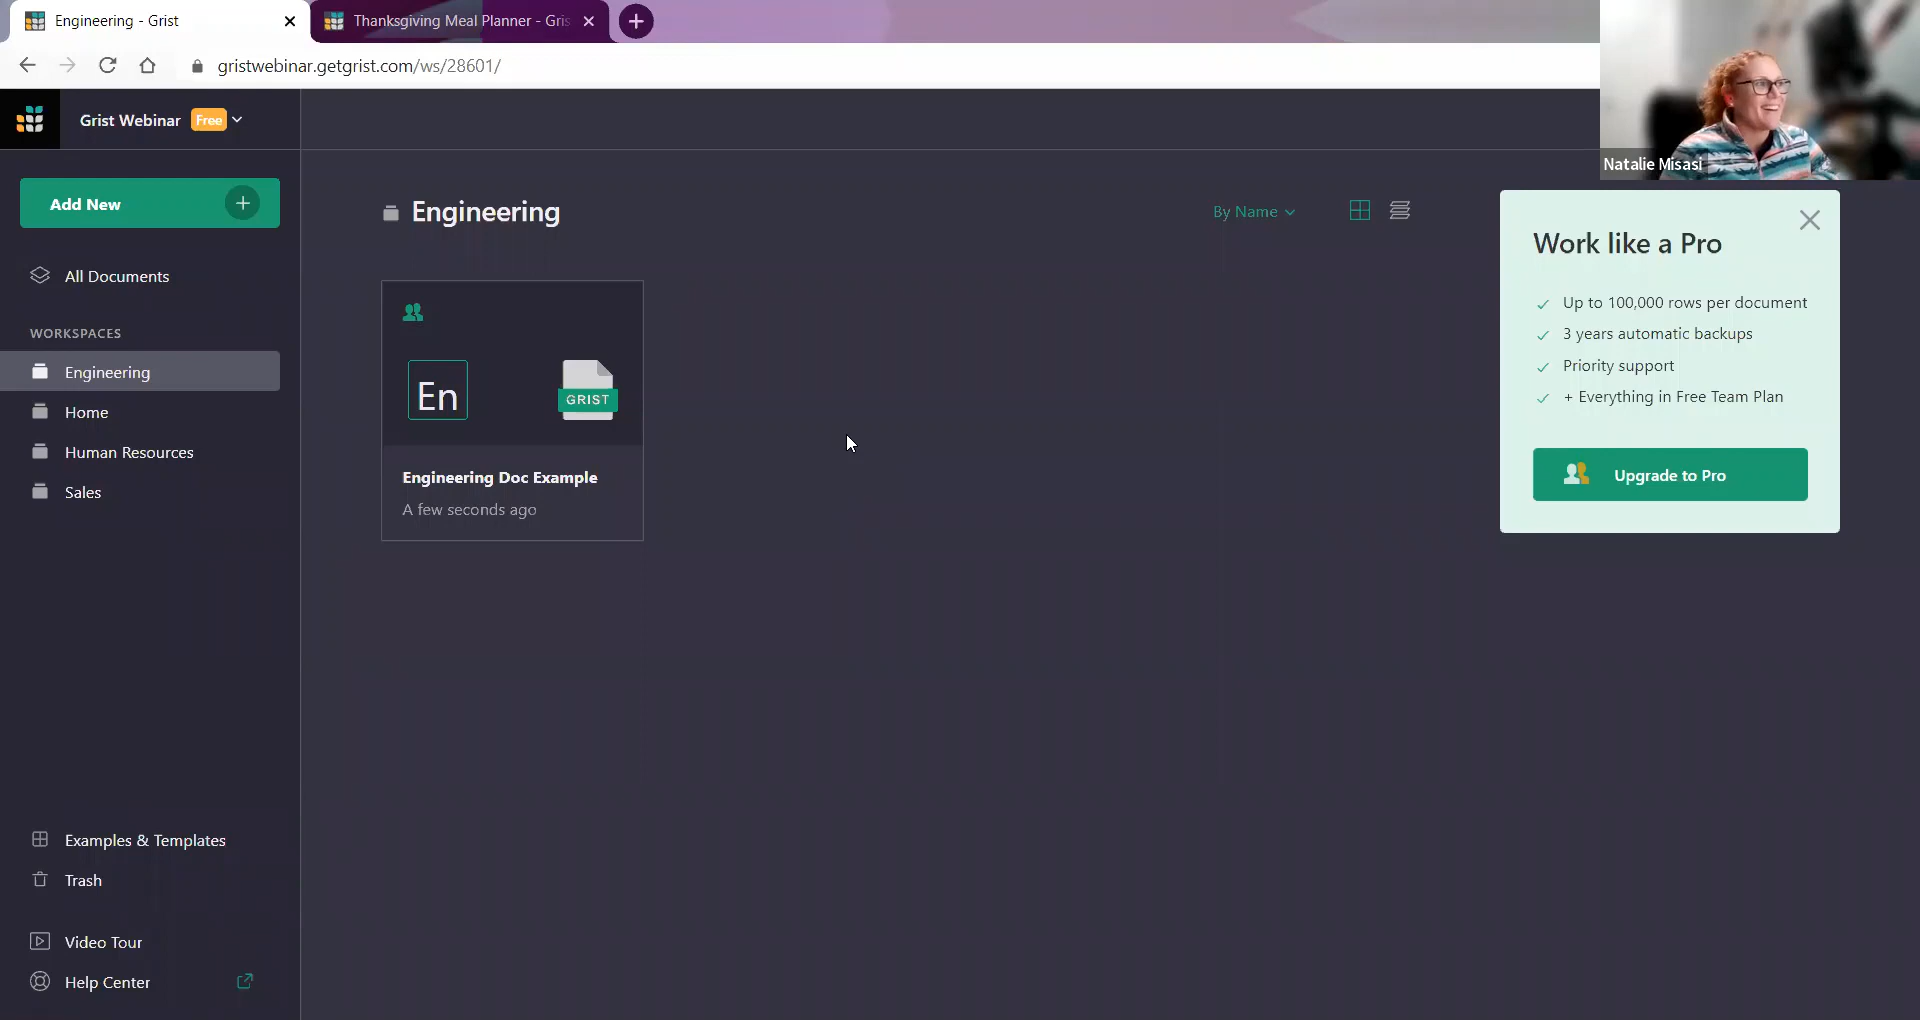 Engineering - Grist
Thanksgiving Meal Planner - Gris
gristwebinar.getgrist.com/ws/28601/
Grist Webinar Free
Natalie Misasi
Add New
Engineering
By Name
All Documents
WORKSPACES
Engineering
Home
Human Resources
Sales
En
GRIST
Engineering Doc Example
A few seconds ago
Work like a Pro
Up to 100,000 rows per document
3 years automatic backups
Priority support
+ Everything in Free Team Plan
Upgrade to Pro
Examples & Templates
Trash
Video Tour
Help Center